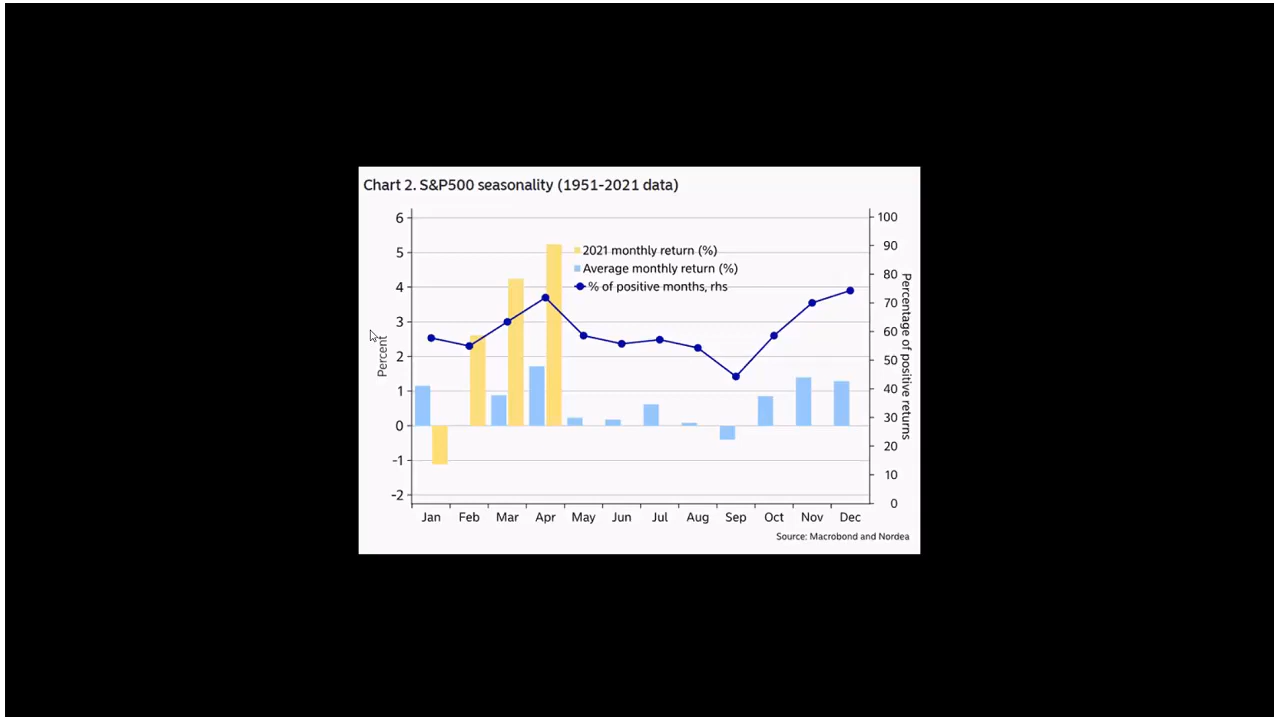 Chart 2. S&P500 seasonality (1951-2021 data)
6
5
4
3
2
1
0
-1
-2
Percent
2021 monthly return (%)
Average monthly return (%)
% of positive months, rhs
100
90
80
70
60
50
40
30
20
10
0
Percentage of positive returns
Jan Feb Mar Apr May Jun Jul Aug Sep Oct Nov Dec
Source: Macrobond and Nordea